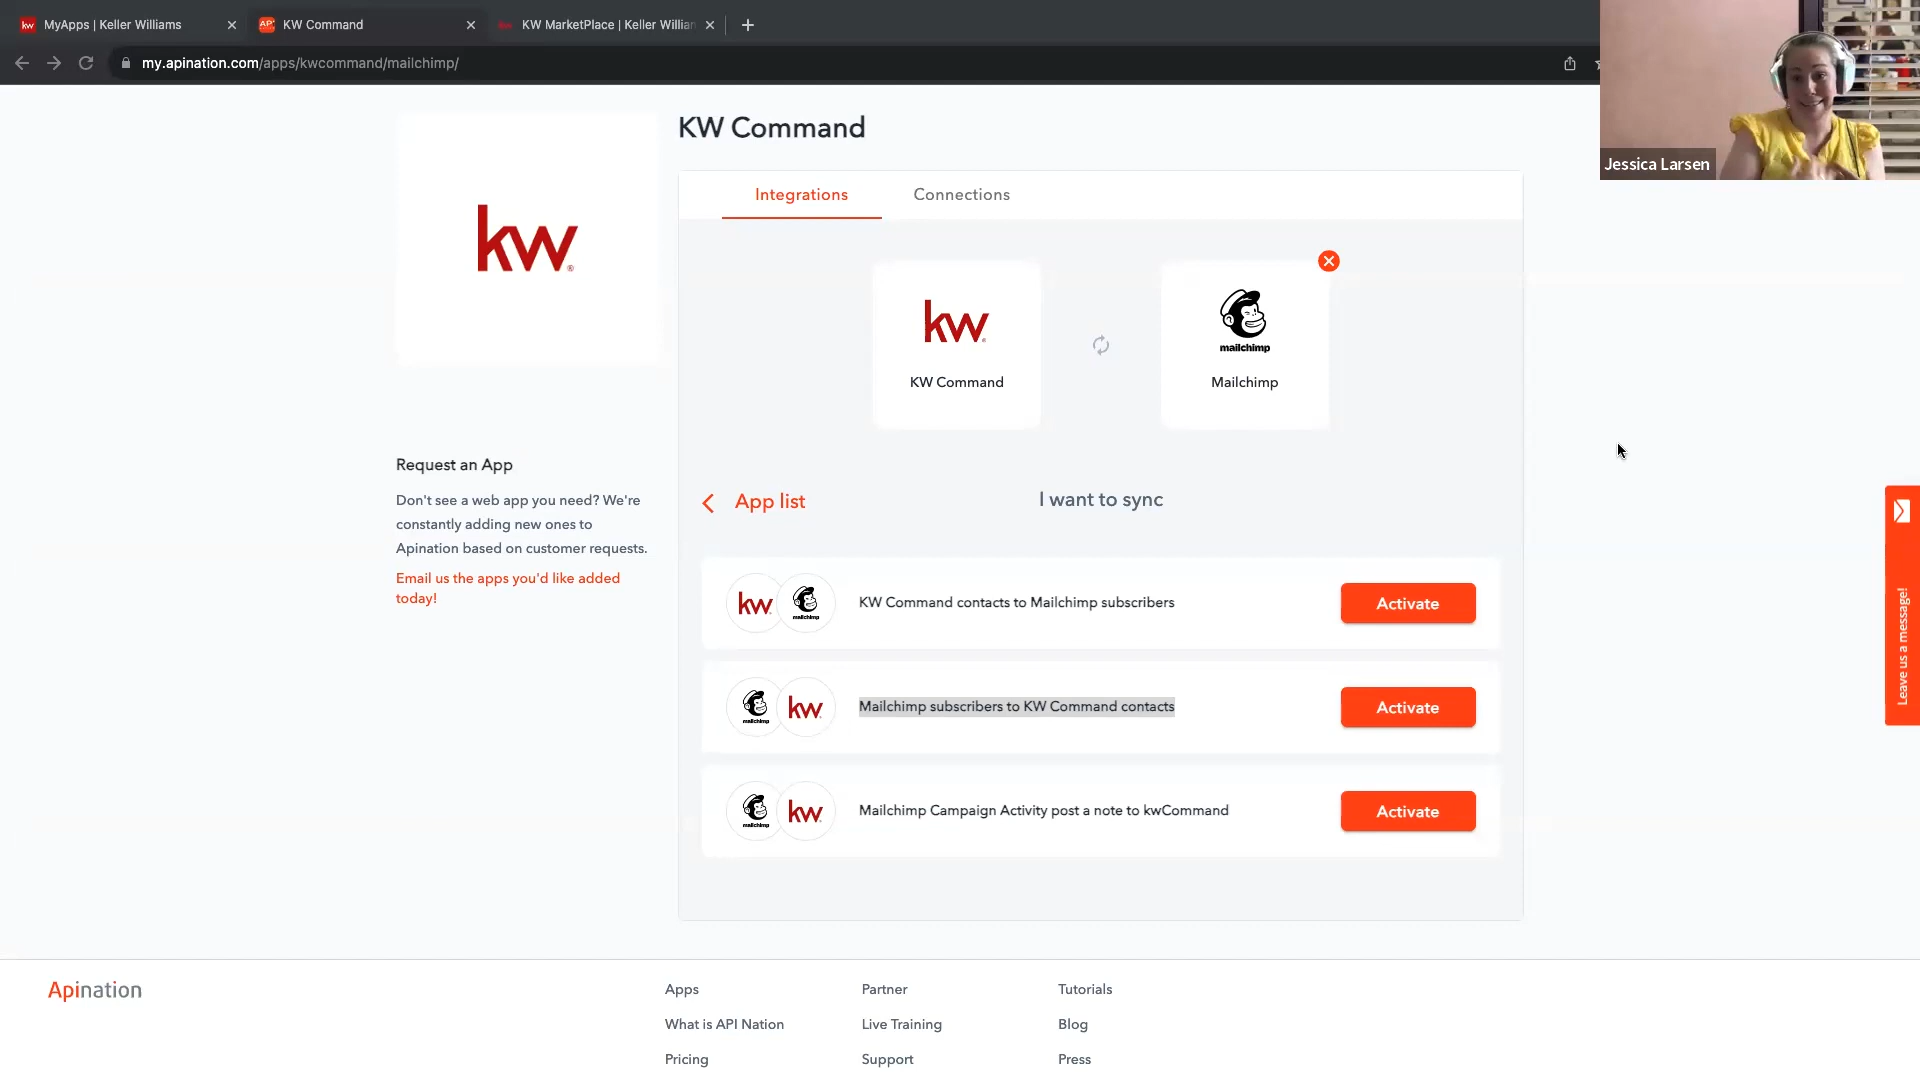 kw MyApps | Keller Williams
API KW Command
KW MarketPlace | Keller Willian
my.apination.com/apps/kwcommand/mailchimp/
Jessica Larsen
KW Command
kw
Integrations
Connections
kw
KW Command
mailchimp
Mailchimp
Request an App
Don't see a web app you need? We're
constantly adding new ones to
Apination based on customer requests.
Email us the apps you'd like added
today!
App list
I want to sync
kw mailchimp KW Command contacts to Mailchimp subscribers Activate
mailchimp kw Mailchimp subscribers to KW Command contacts Activate
mailchimp kw Mailchimp Campaign Activity post a note to kwCommand Activate
Leave us a message!
Apination
Apps Partner Tutorials
What is API Nation Live Training Blog
Pricing Support Press